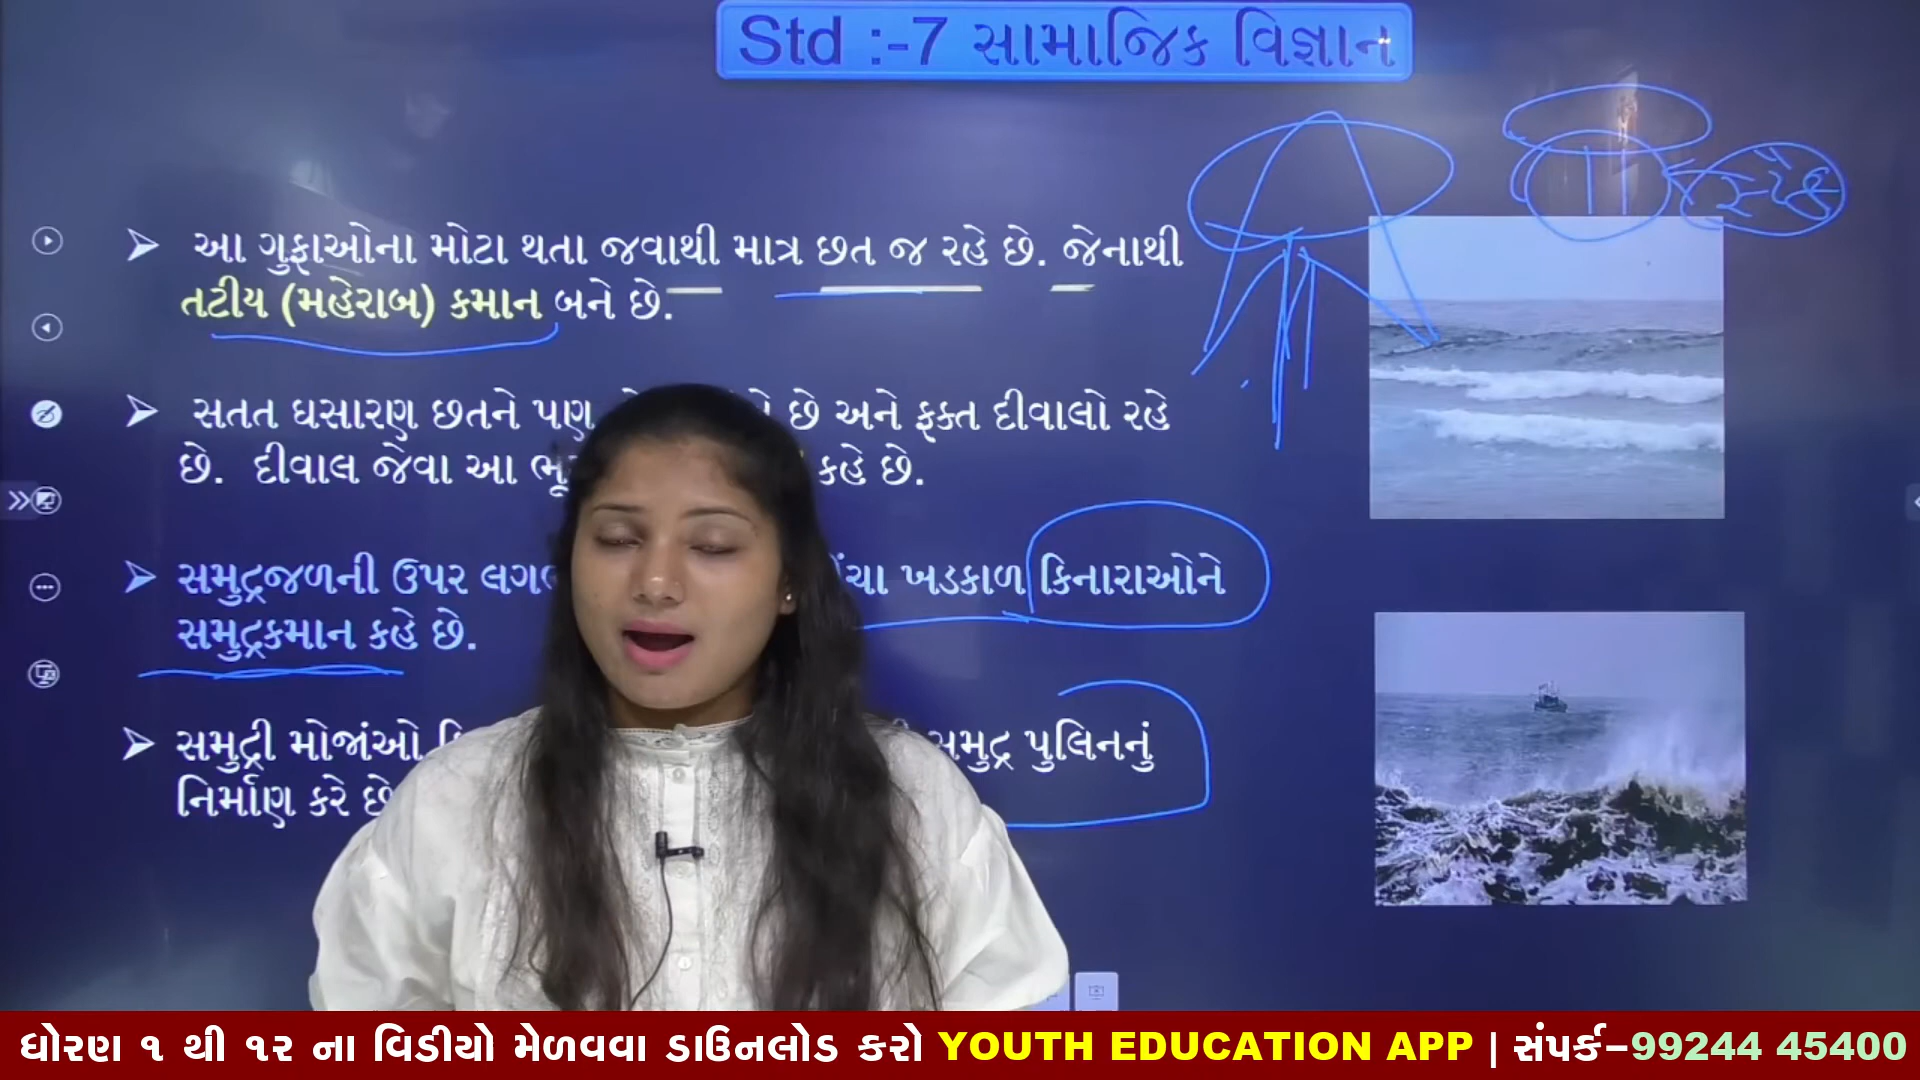 Std :-7 સામાજિક વિજ્ઞાન
આ ગુફાઓના મોટા થતા જવાથી માત્ર છત જ રહે છે. જેનાથી
તટીય (મહેરાબ) કમાન બને છે.
સતત ઘસારણ છતને પણ છે અને ફક્ત દીવાલો રહે
છે. દીવાલ જેવા આ કહે છે.
સમુદ્રજળની ઉપર ખડકાળ કિનારાઓને
સમુદ્રકમાન કહે છે.
સમુદ્રી મોજાંઓ સમુદ્ર પુલિનનું
નિર્માણ કરે છે
ધોરણ ૧ થી ૧૨ ના વિડીયો મેળવવા ડાઉનલોડ કરો YOUTH EDUCATION APP | સંપર્ક-99244 45400